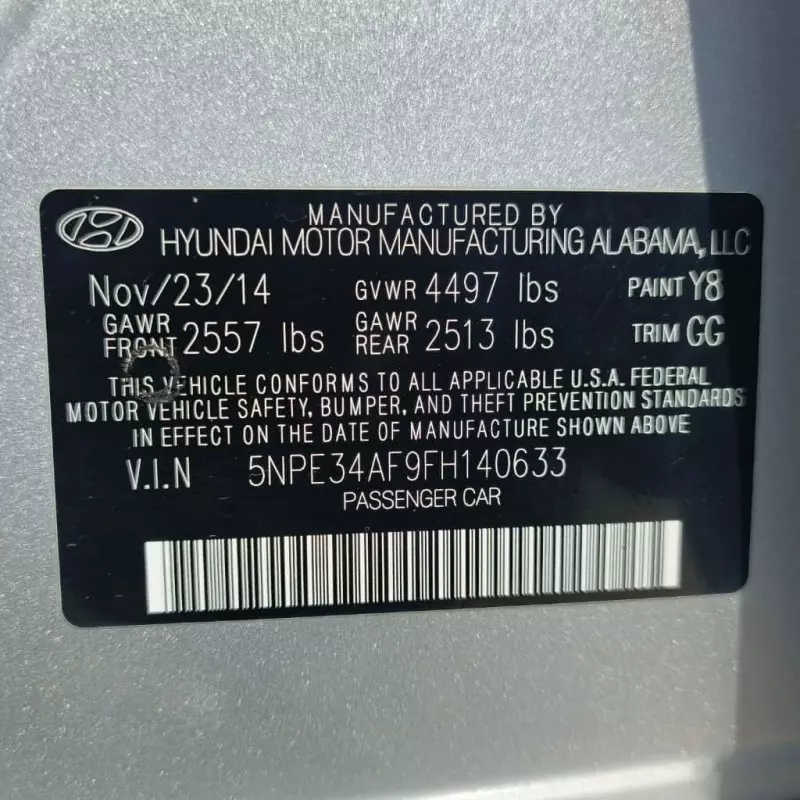 MANUFACTURED BY
HYUNDAI MOTOR MANUFACTURING ALABAMA, LLC
Nov/23/14 GVWR 4497 lbs PAINT Y8
GAWR FRONT 2557 lbs GAWR REAR 2513 lbs TRIM GG
THIS VEHICLE CONFORMS TO ALL APPLICABLE U.S.A. FEDERAL
MOTOR VEHICLE SAFETY, BUMPER, AND THEFT PREVENTION STANDARDS
IN EFFECT ON THE DATE OF MANUFACTURE SHOWN ABOVE
V.I.N 5NPE34AF9FH140633
PASSENGER CAR